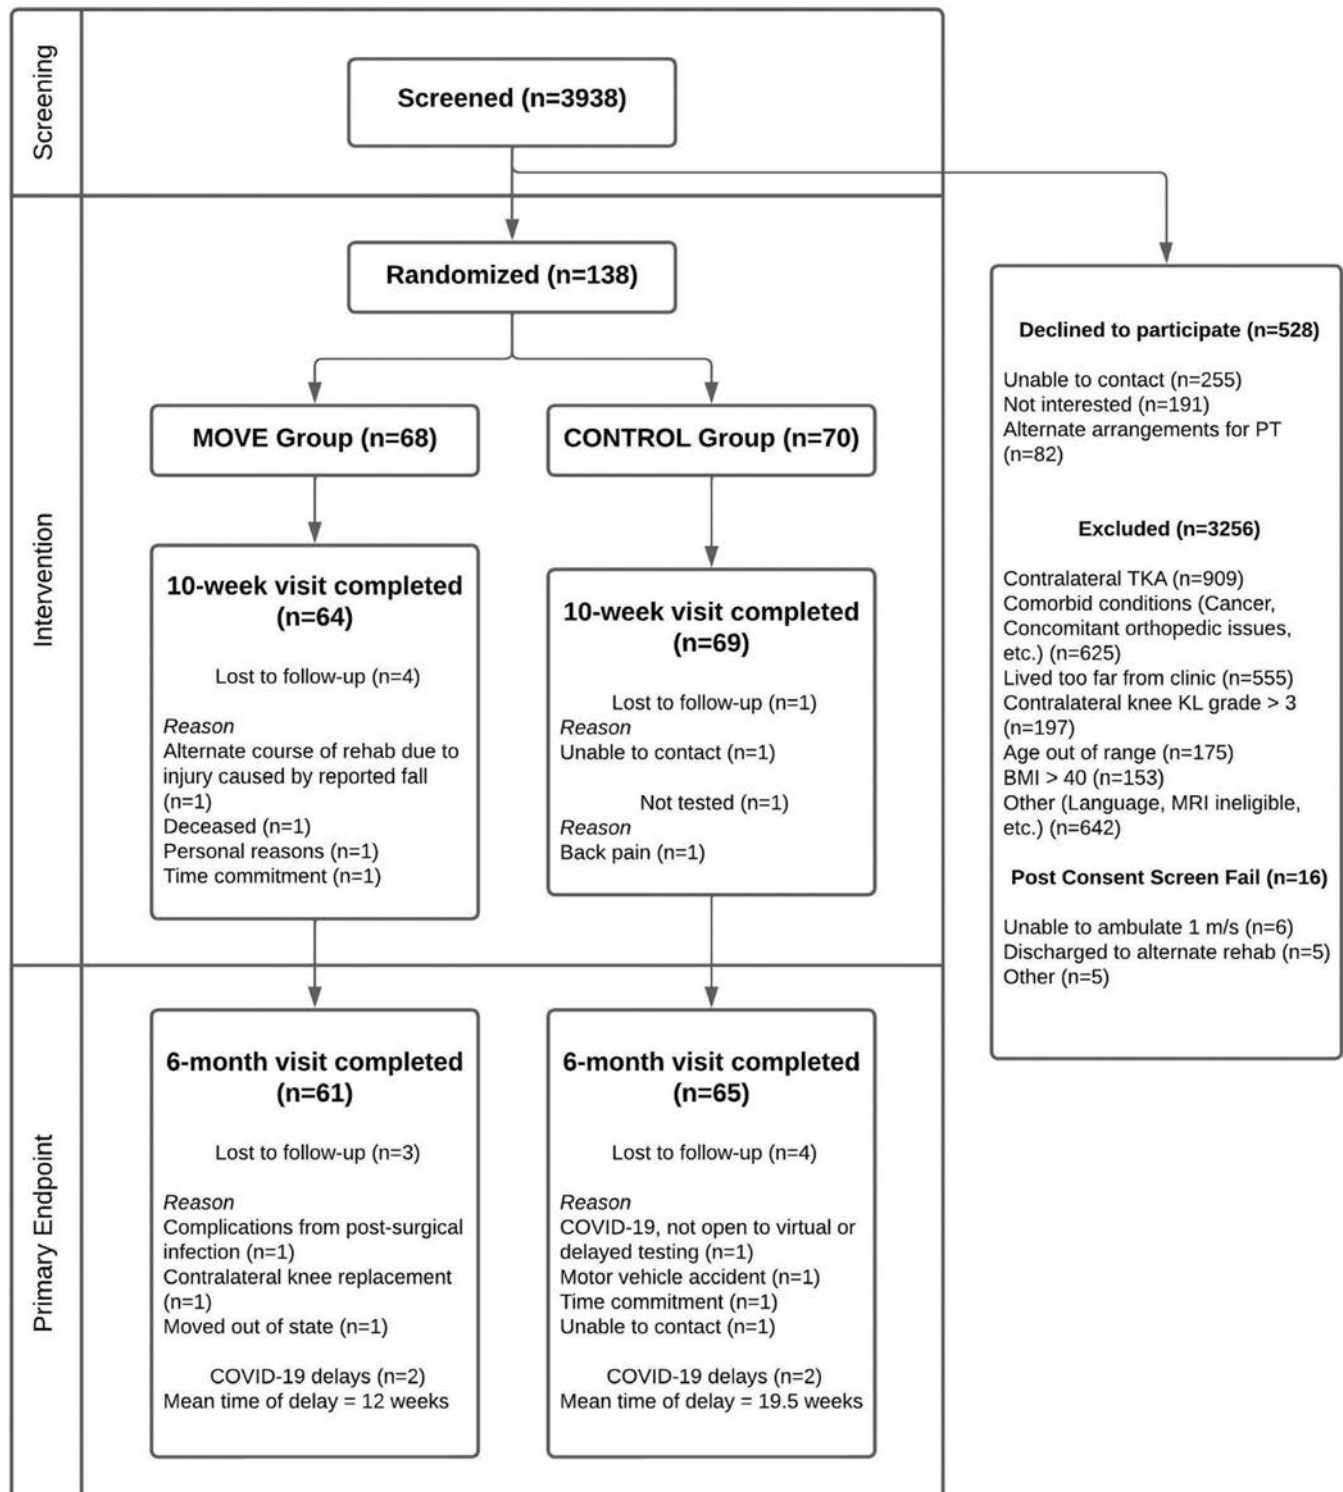 Screening
Screened (n=3938)
Intervention
Randomized (n=138)
MOVE Group (n=68)
CONTROL Group (n=70)
10-week visit completed
(n=64)
Lost to follow-up (n=4)
Reason
Alternate course of rehab due to
injury caused by reported fall
(n=1)
Deceased (n=1)
Personal reasons (n=1)
Time commitment (n=1)
10-week visit completed
(n=69)
Lost to follow-up (n=1)
Reason
Unable to contact (n=1)
Not tested (n=1)
Reason
Back pain (n=1)
Declined to participate (n=528)
Unable to contact (n=255)
Not interested (n=191)
Alternate arrangements for PT
(n=82)
Excluded (n=3256)
Contralateral TKA (n=909)
Comorbid conditions (Cancer,
Concomitant orthopedic issues,
etc.) (n=625)
Lived too far from clinic (n=555)
Contralateral knee KL grade > 3
(n=197)
Age out of range (n=175)
BMI > 40 (n=153)
Other (Language, MRI ineligible,
etc.) (n=642)
Post Consent Screen Fail (n=16)
Unable to ambulate 1 m/s (n=6)
Discharged to alternate rehab (n=5)
Other (n=5)
Primary Endpoint
6-month visit completed
(n=61)
Lost to follow-up (n=3)
Reason
Complications from post-surgical
infection (n=1)
Contralateral knee replacement
(n=1)
Moved out of state (n=1)
COVID-19 delays (n=2)
Mean time of delay = 12 weeks
6-month visit completed
(n=65)
Lost to follow-up (n=4)
Reason
COVID-19, not open to virtual or
delayed testing (n=1)
Motor vehicle accident (n=1)
Time commitment (n=1)
Unable to contact (n=1)
COVID-19 delays (n=2)
Mean time of delay = 19.5 weeks